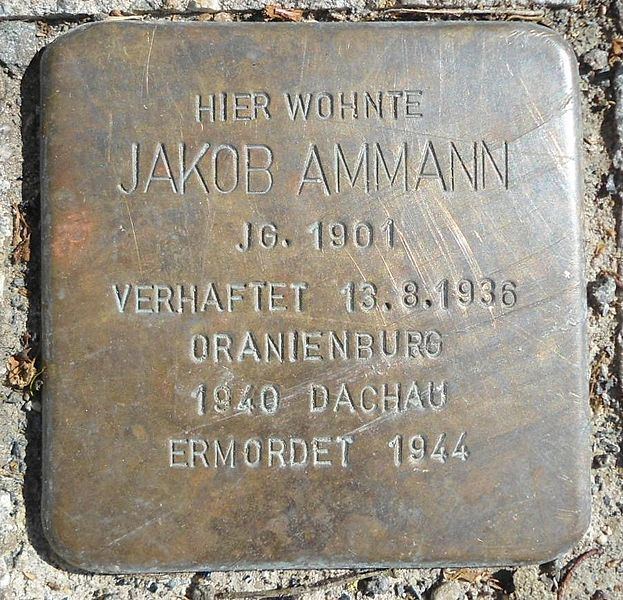 HIER WOHNTE
JAKOB AMMANN
JG. 1901
VERHAFTET 13.8.1936
ORANIENBURG
1940 DACHAU
ERMORDET 1944